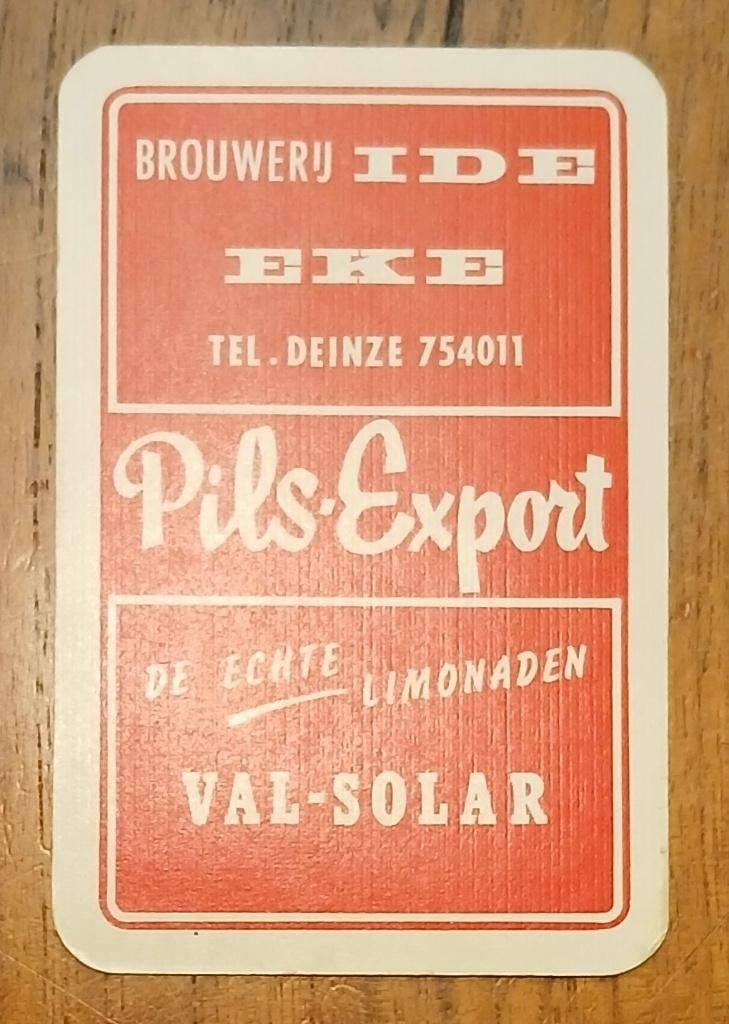 BROUWERIJ IDE
EKE
TEL. DEINZE 754011
Pils-Export
DE ECHTE LIMONADEN
VAL-SOLAR